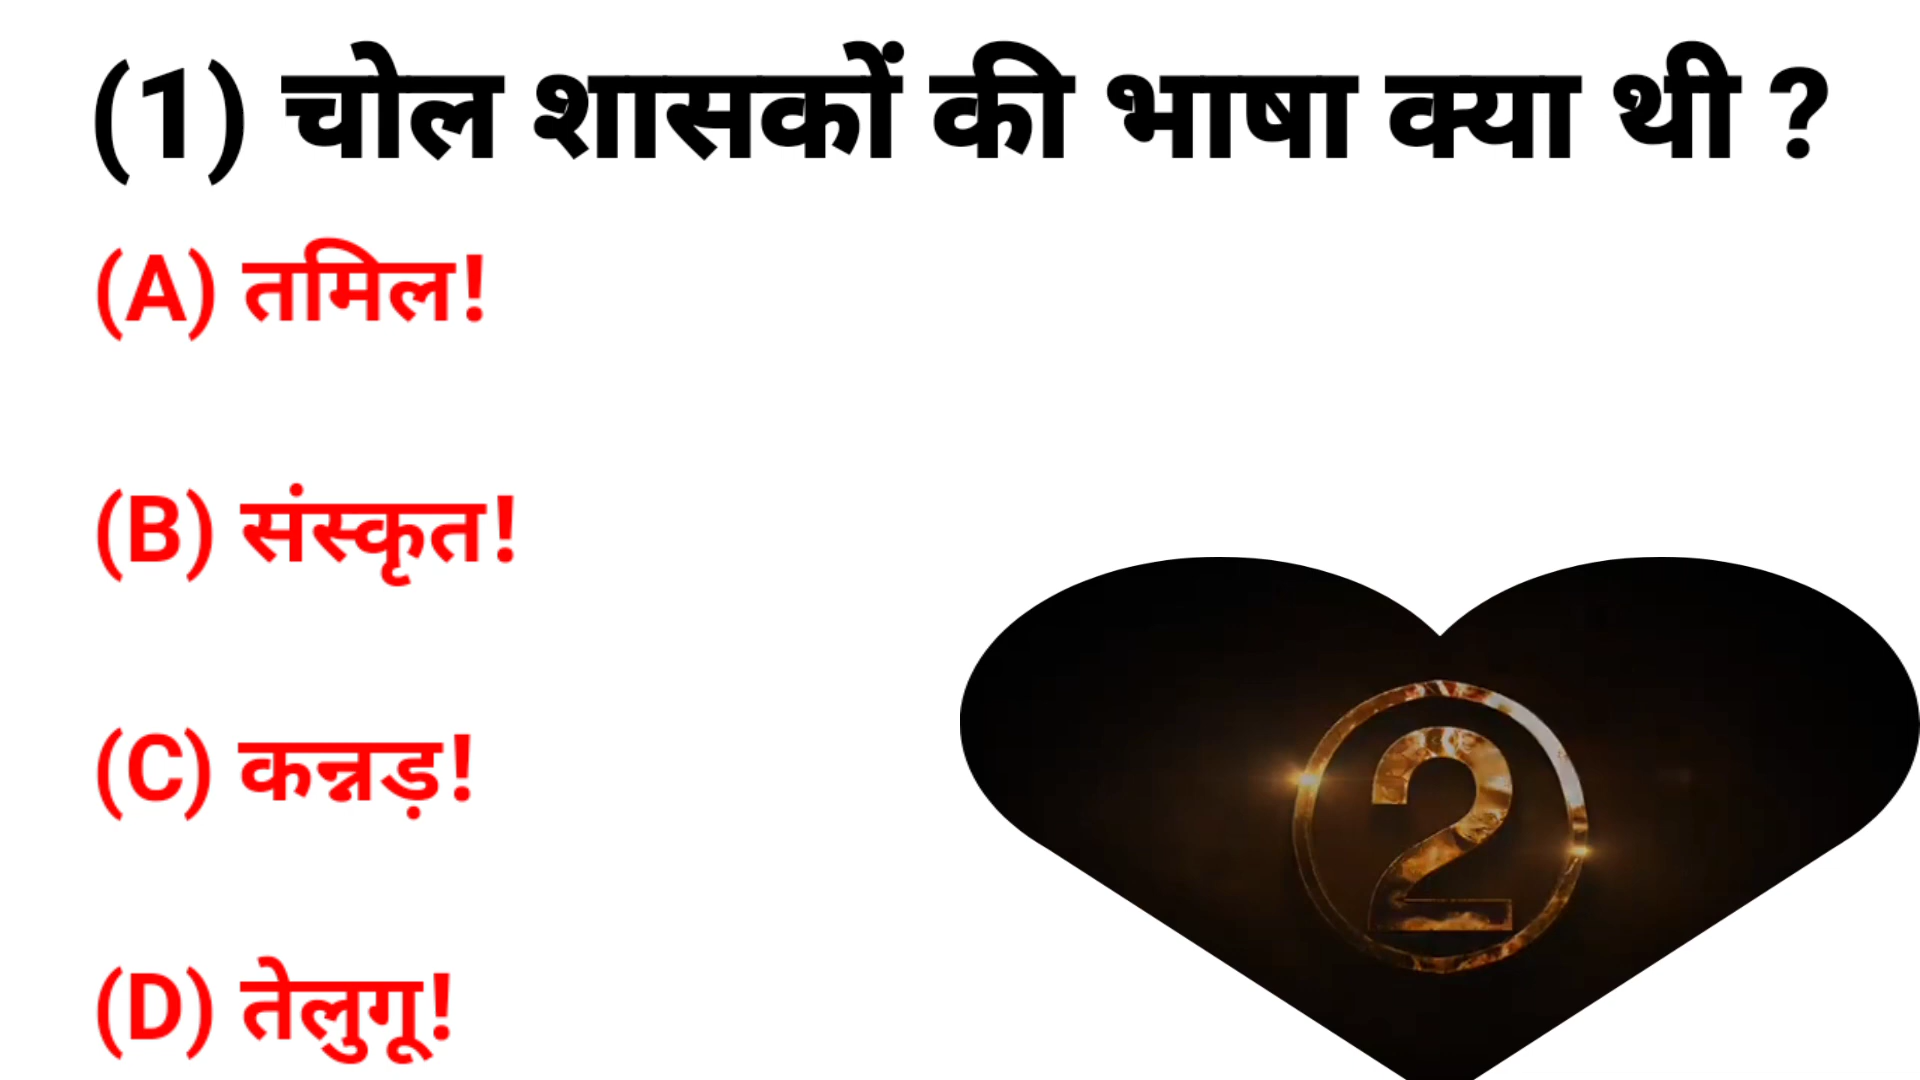 (1) चोल शासकों की भाषा क्या थी ?
(A) तमिल!
(B) संस्कृत!
(C) कन्नड़!
(D) तेलुगू!
2